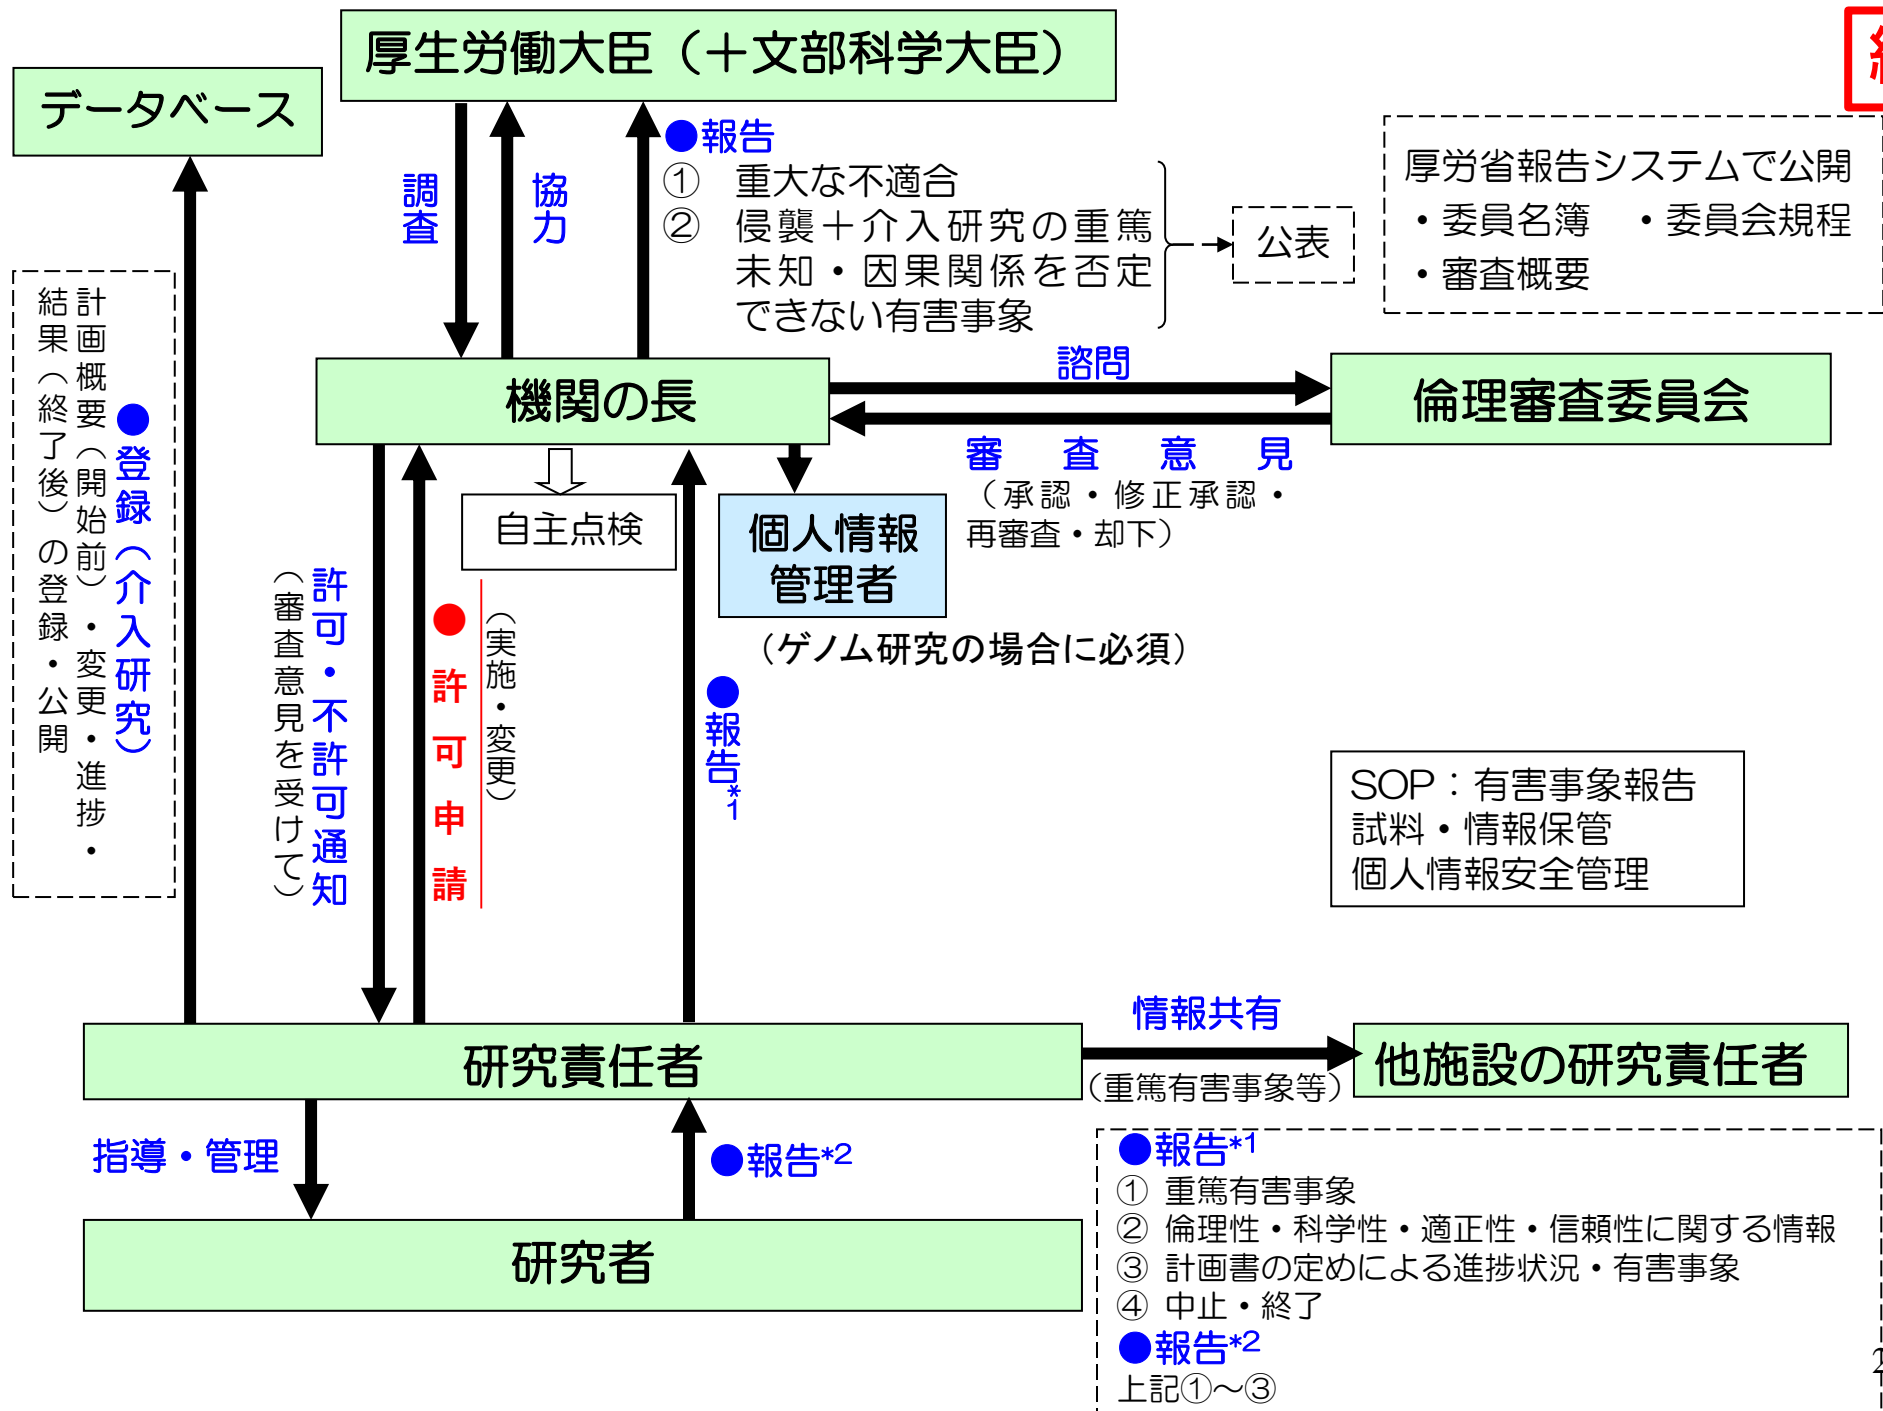 厚生労働大臣（＋文部科学大臣）
データベース
調査
協力
●報告
① 重大な不適合
② 侵襲＋介入研究の重篤
未知・因果関係を否定
できない有害事象
公表
厚労省報告システムで公開
・委員名簿 ・委員会規程
・審査概要
機関の長
諮問
倫理審査委員会
審査意見
（承認・修正承認・
再審査・却下）
自主点検
個人情報
管理者
（ゲノム研究の場合に必須）
●登録（介入研究）
計画概要（開始前）・変更・進捗・
結果（終了後）の登録・公開
許可・不許可通知
（審査意見を受けて）
（実施・変更）
●許可申請
●報告*1
SOP：有害事象報告
試料・情報保管
個人情報安全管理
研究責任者
情報共有
（重篤有害事象等）
他施設の研究責任者
指導・管理
●報告*2
研究者
●報告*1
① 重篤有害事象
② 倫理性・科学性・適正性・信頼性に関する情報
③ 計画書の定めによる進捗状況・有害事象
④ 中止・終了
●報告*2
上記①〜③